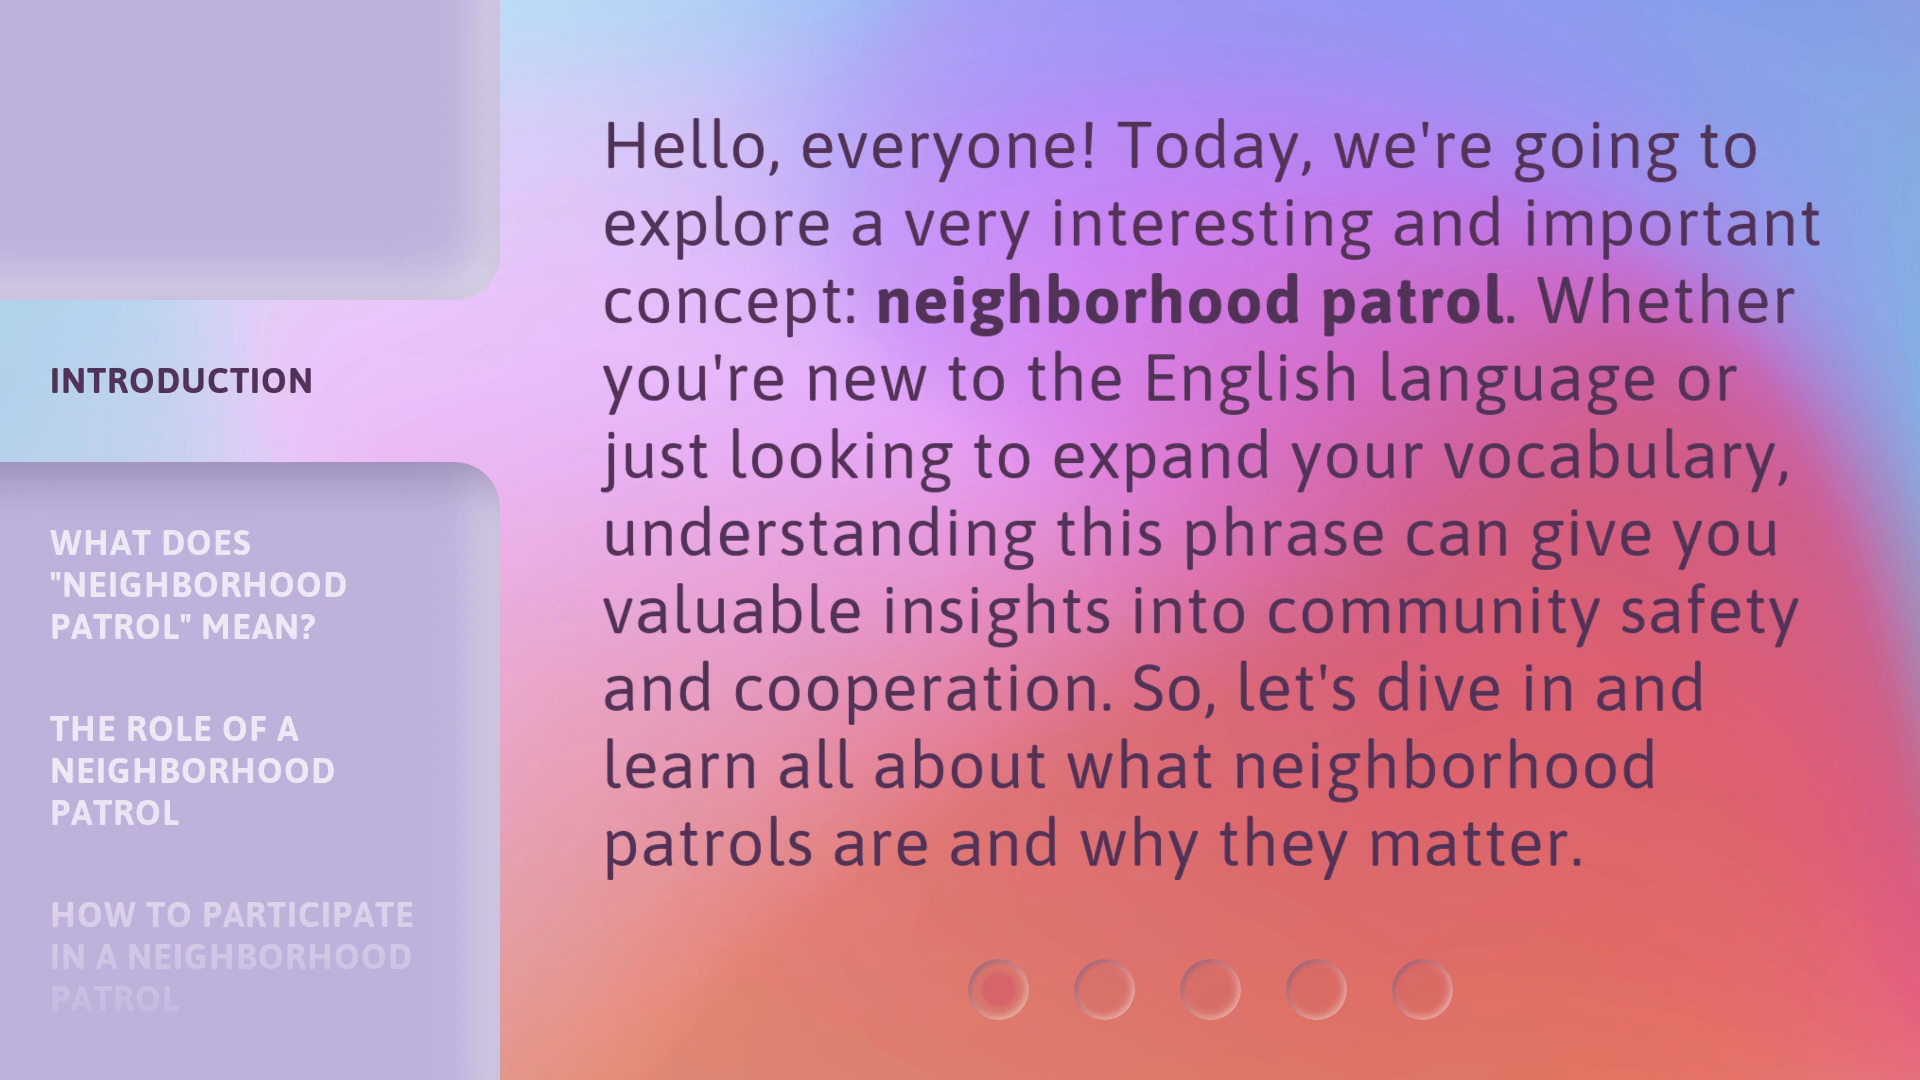 INTRODUCTION
WHAT DOES
"NEIGHBORHOOD
PATROL" MEAN?
THE ROLE OF A
NEIGHBORHOOD
PATROL
HOW TO PARTICIPATE
IN A NEIGHBORHOOD
PATROL
Hello, everyone! Today, we're going to
explore a very interesting and important
concept: neighborhood patrol. Whether
you're new to the English language or
just looking to expand your vocabulary,
understanding this phrase can give you
valuable insights into community safety
and cooperation. So, let's dive in and
learn all about what neighborhood
patrols are and why they matter.